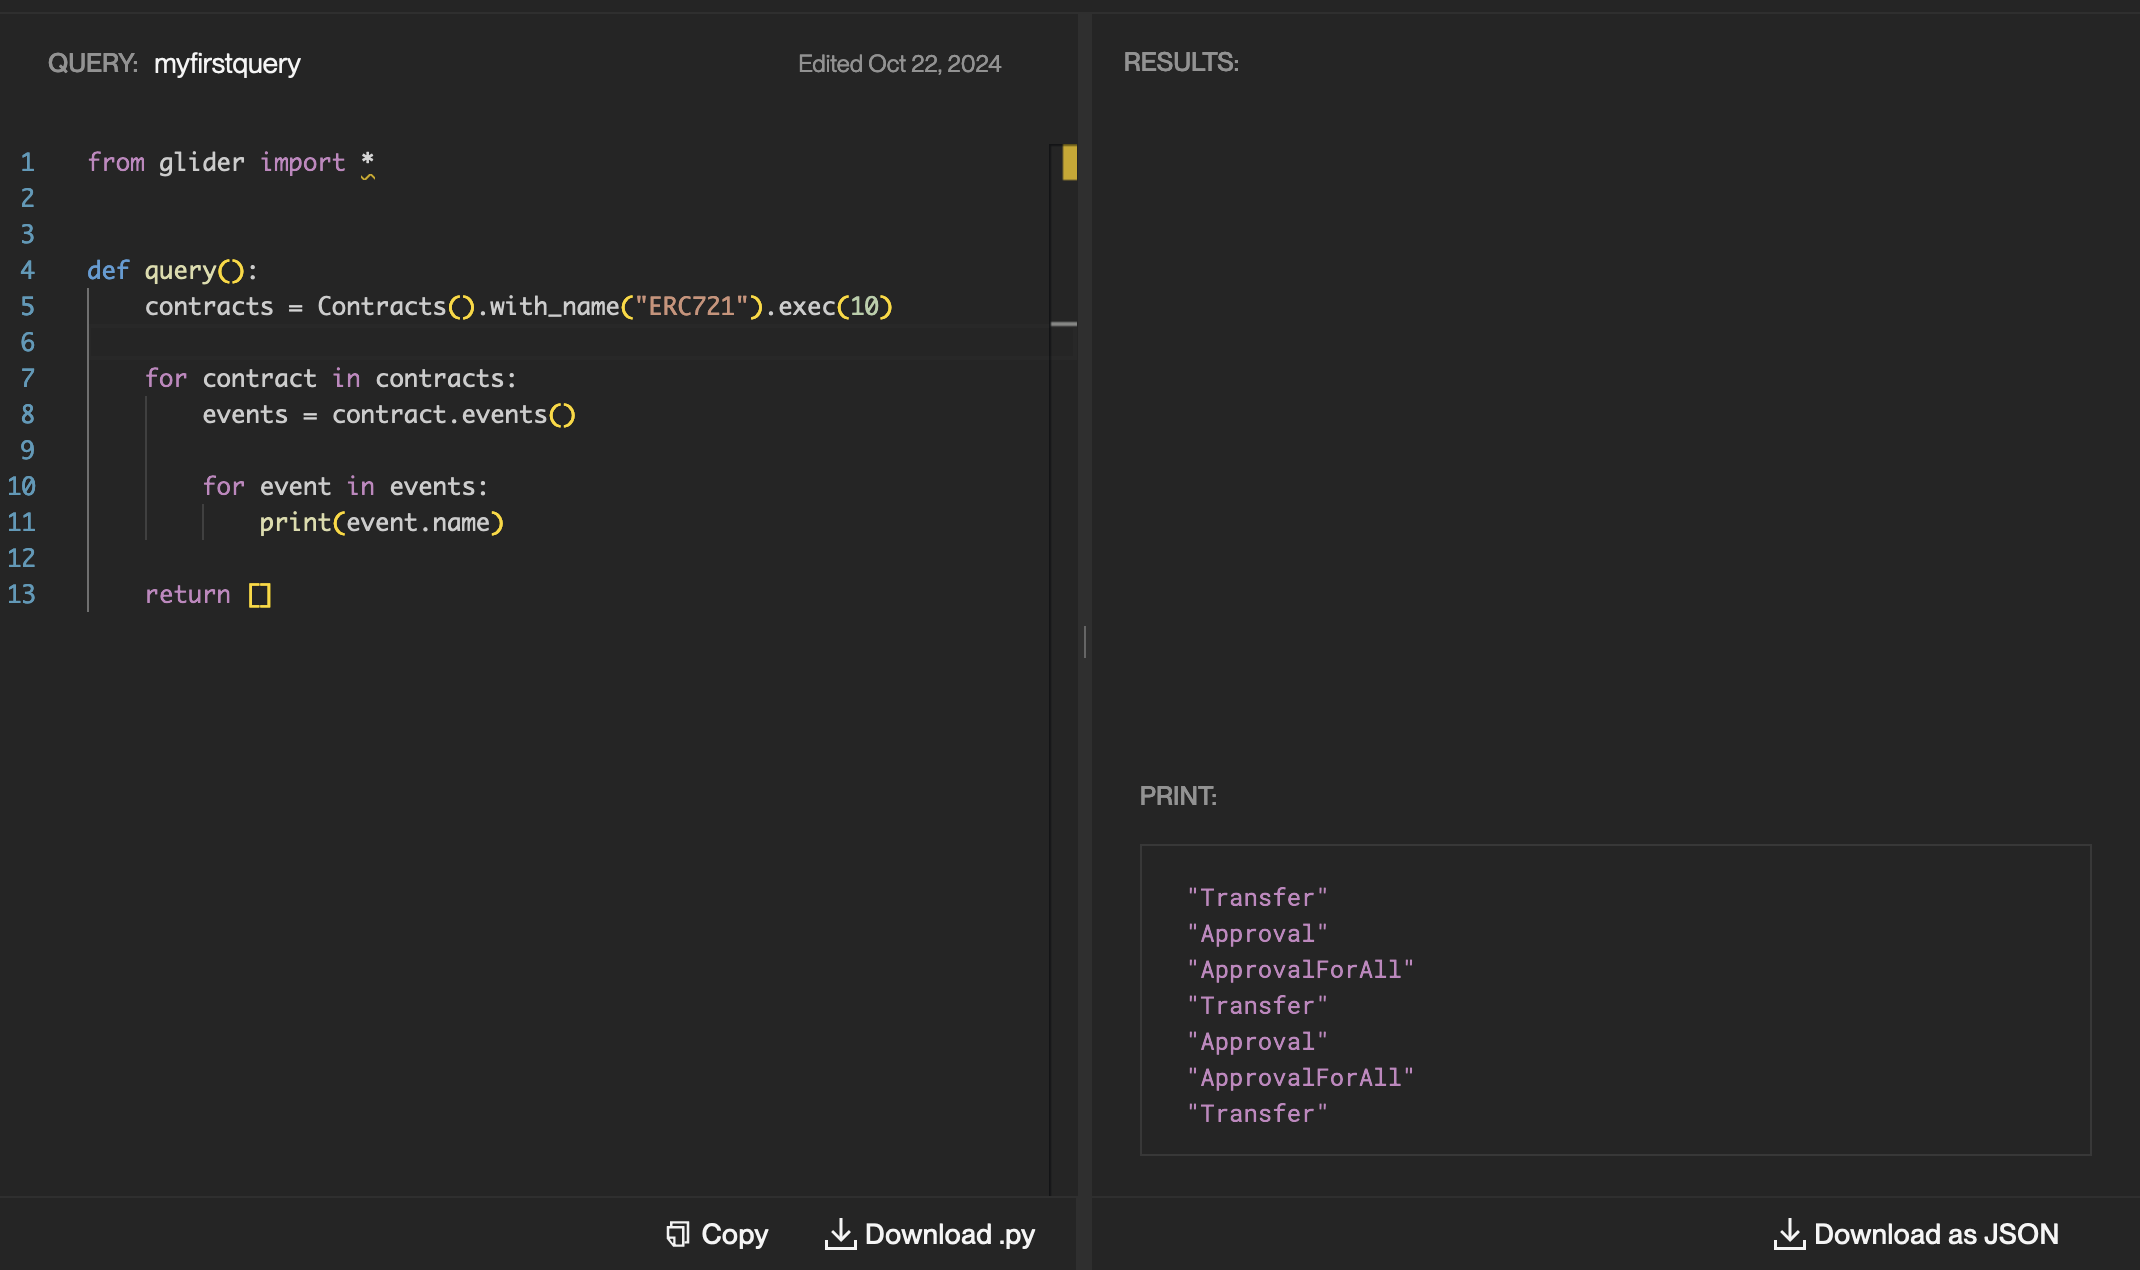 QUERY: myfirstquery
Edited Oct 22, 2024
1 from glider import *
2
3
4 def query():
5     contracts = Contracts().with_name("ERC721").exec(10)
6
7     for contract in contracts:
8         events = contract.events()
9
10         for event in events:
11             print(event.name)
12
13     return []
Copy
Download .py
RESULTS:
PRINT:
"Transfer"
"Approval"
"ApprovalForAll"
"Transfer"
"Approval"
"ApprovalForAll"
"Transfer"
Download as JSON